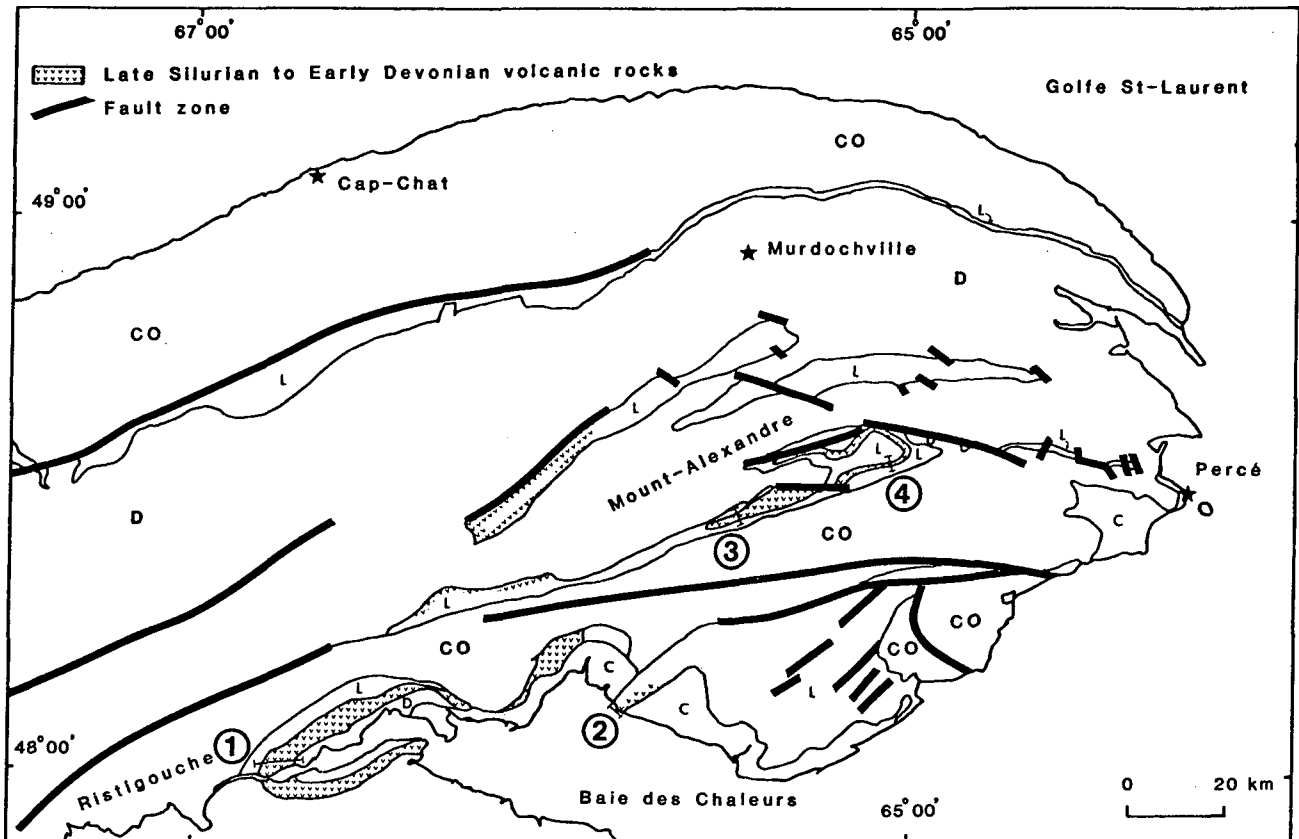 67°00'
65°00'
Late Silurian to Early Devonian volcanic rocks
Fault zone
Golfe St-Laurent
CO
Cap-Chat
49°00'
L
Murdochville
D
CO
L
L
L
Mount-Alexandre
L
D
L
L
L
Percé
D
4
C
3
CO
L
CO
CO
CO
L
C
L
D
C
2
1
48°00'
Ristigouche
Baie des Chaleurs
65°00'
0 20 km